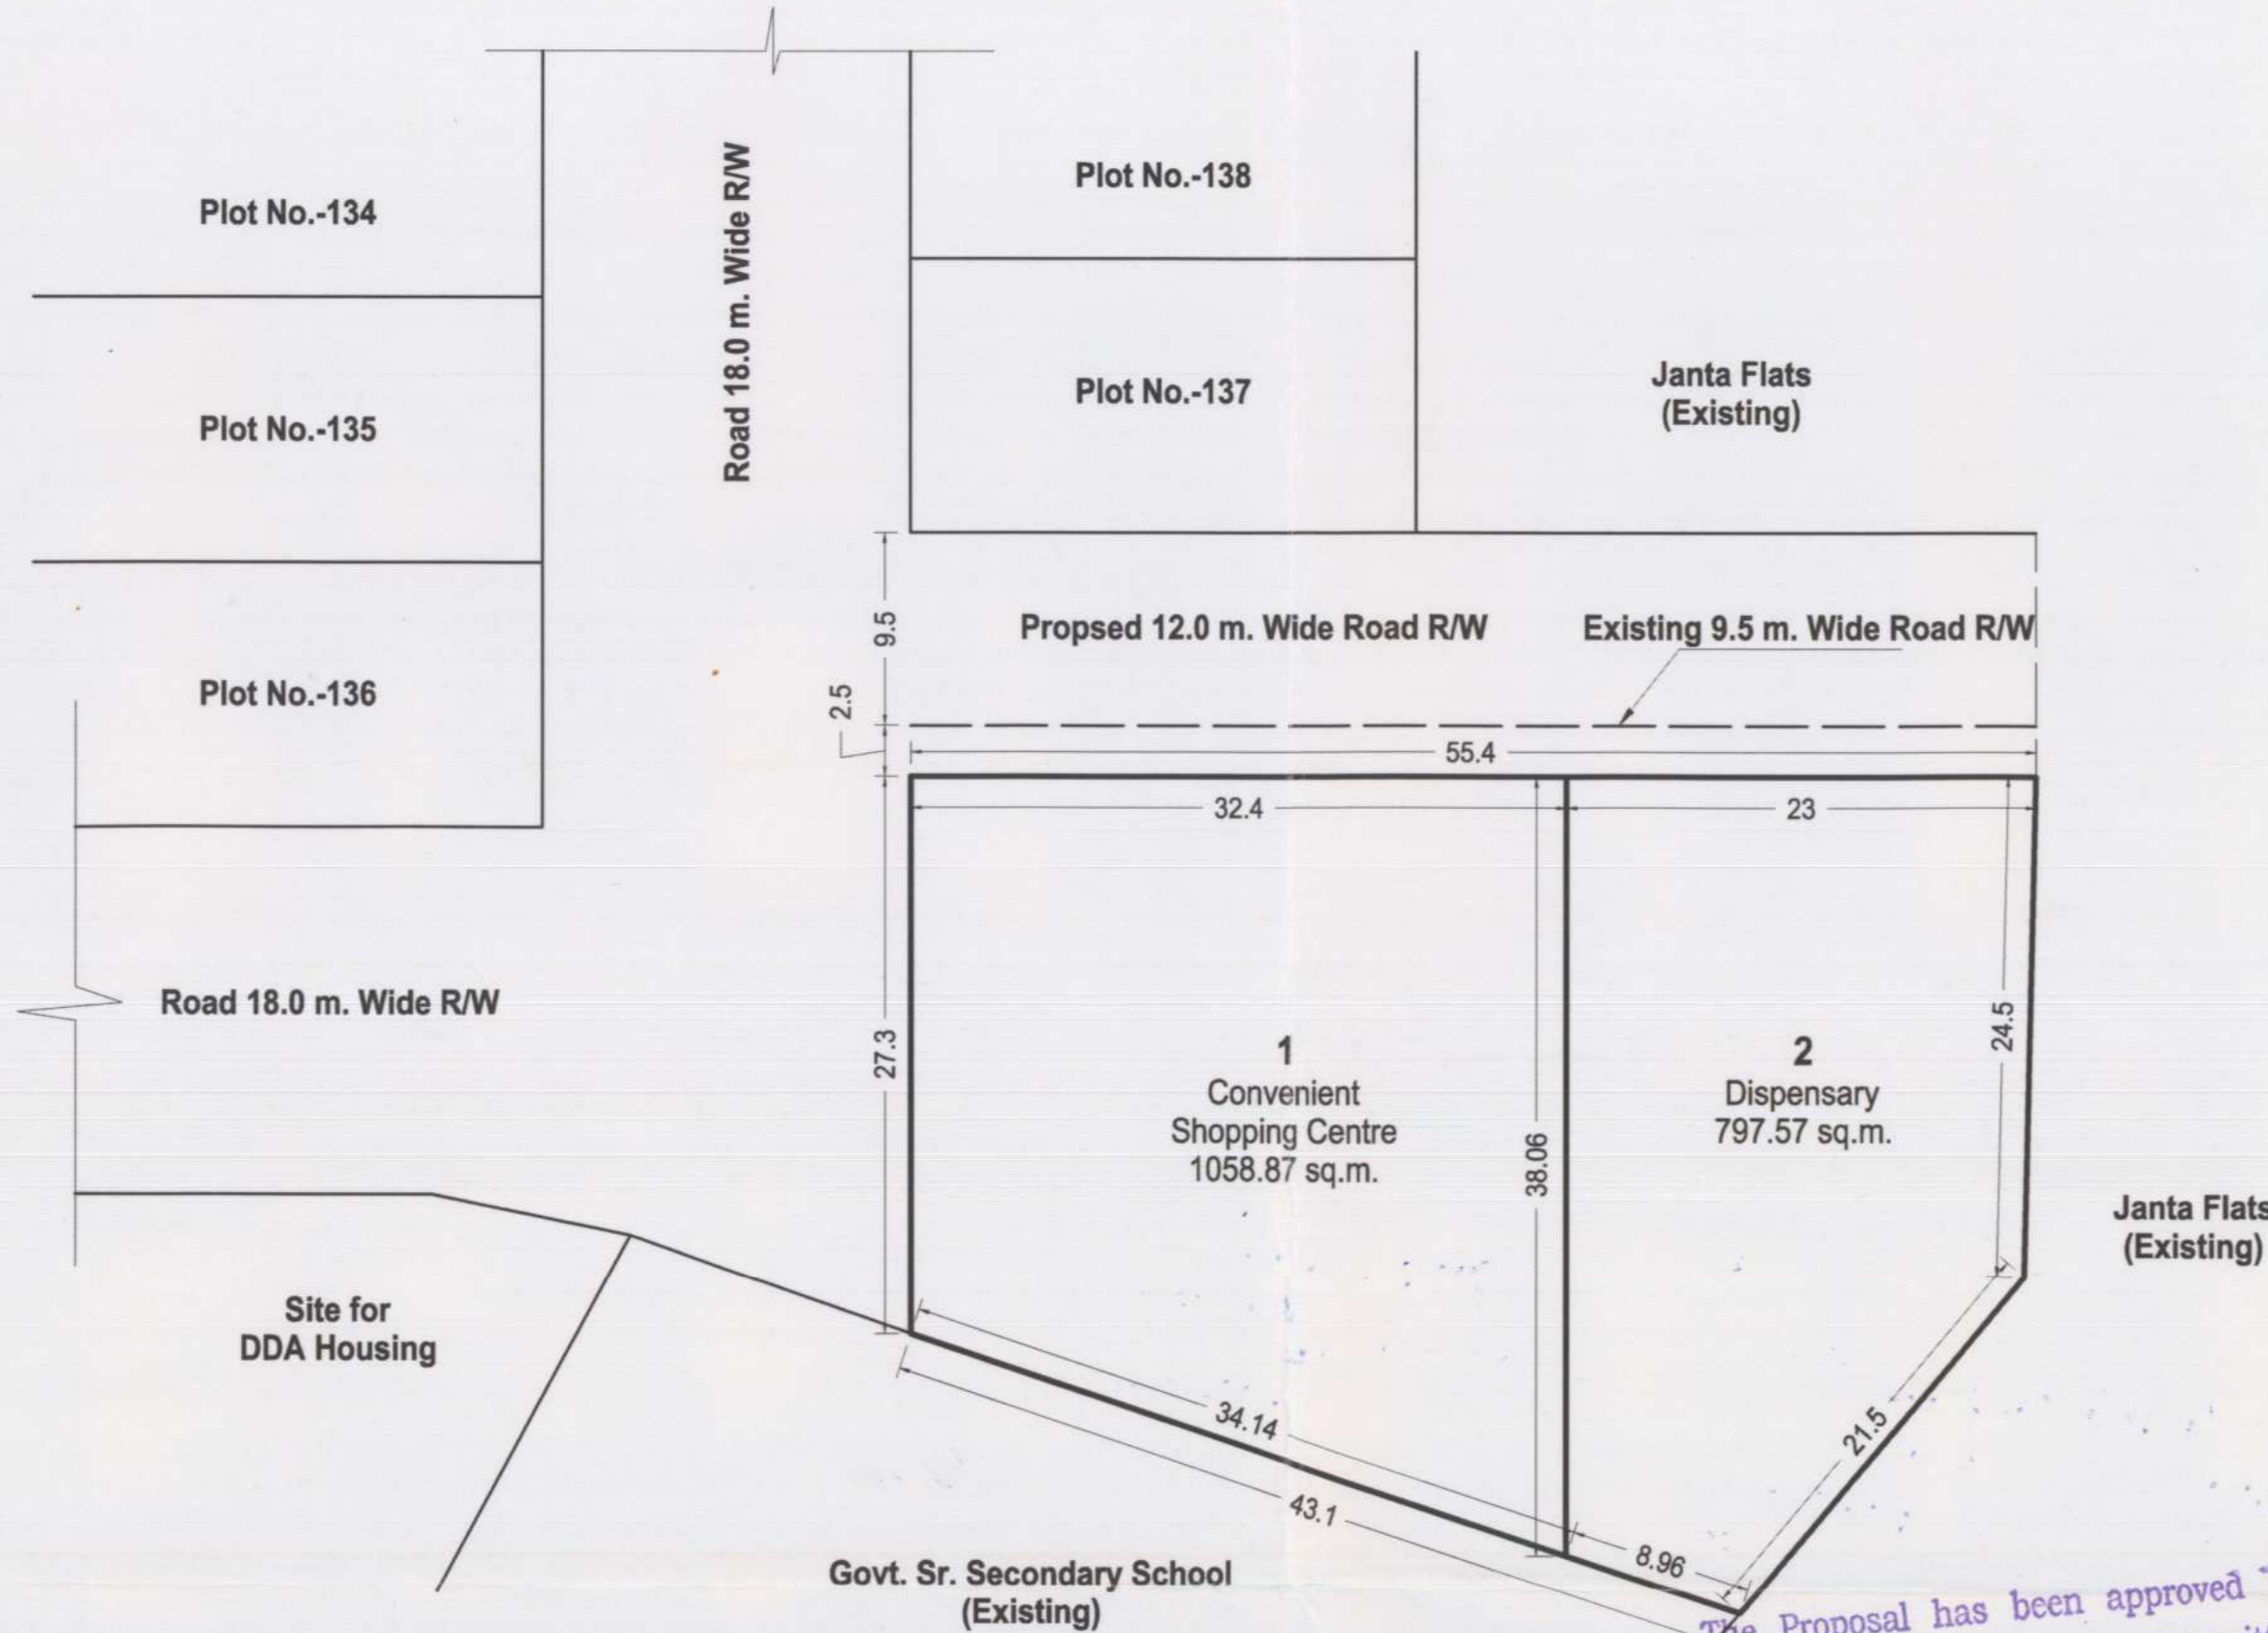 Plot No.-134
Plot No.-135
Plot No.-136
Road 18.0 m. Wide R/W
Plot No.-138
Plot No.-137
Janta Flats
(Existing)
9.5
2.5
Propsed 12.0 m. Wide Road R/W
Existing 9.5 m. Wide Road R/W
55.4
32.4
23
27.3
38.06
24.5
Road 18.0 m. Wide R/W
1
Convenient
Shopping Centre
1058.87 sq.m.
2
Dispensary
797.57 sq.m.
Janta Flats
(Existing)
Site for
DDA Housing
34.14
43.1
8.96
21.5
Govt. Sr. Secondary School
(Existing)
The Proposal has been approved